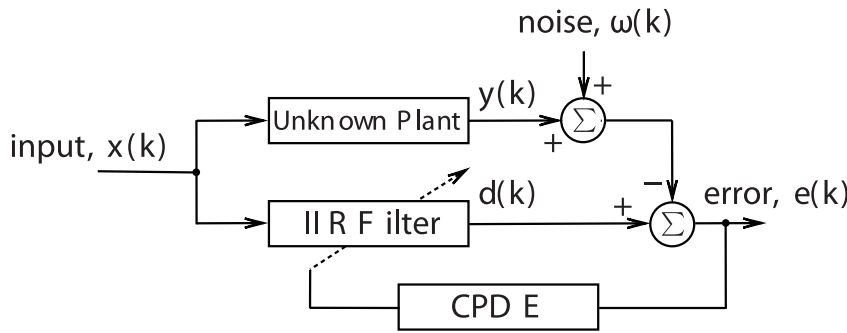 noise, ω(k)
+
y(k)
Unknown Plant
Σ
+
input, x(k)
−
d(k)
error, e(k)
II R F ilter
+
Σ
CPD E